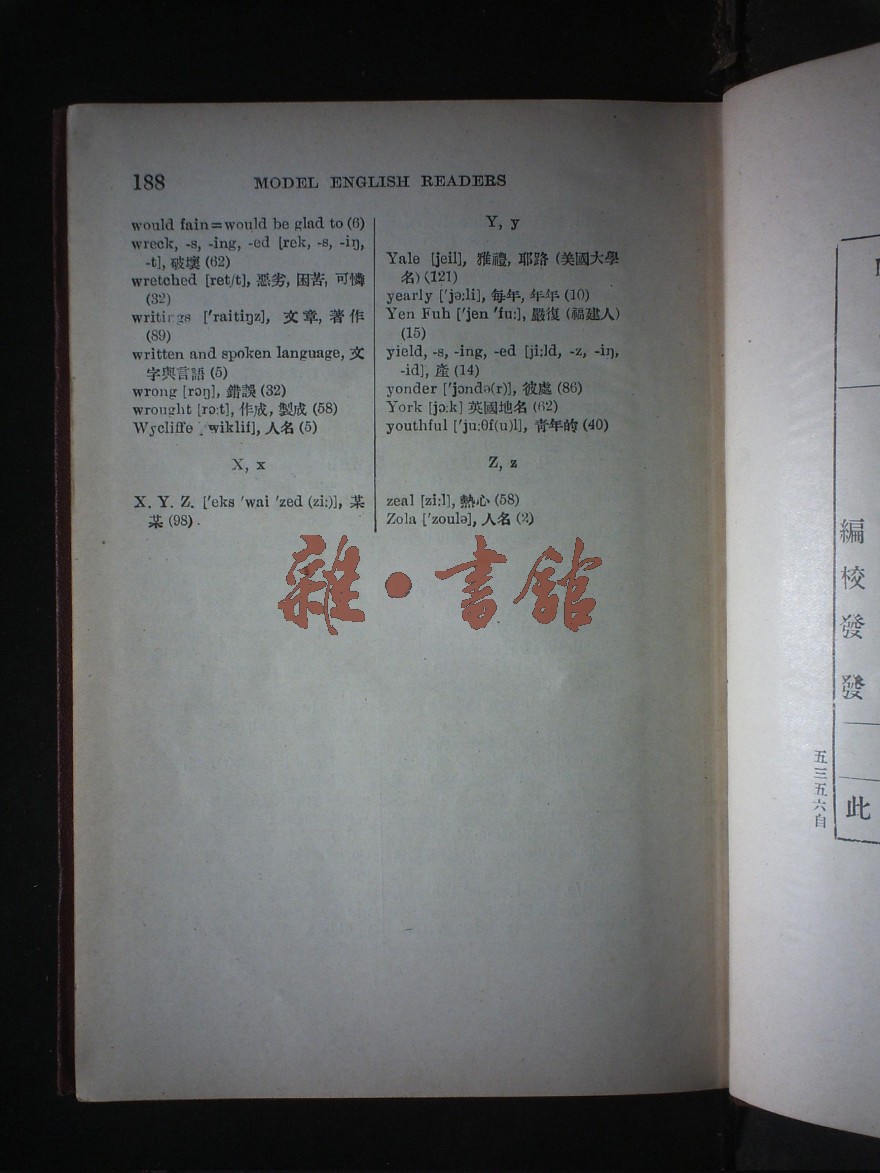 188 MODEL ENGLISH READERS
would fain=would be glad to (6)
wreck, -s, -ing, -ed [rek, -s, -iŋ,
-t], 破壞 (62)
wretched [retʃt], 惡劣, 困苦, 可憐
(32)
writings ['raitiŋz], 文章, 著作
(89)
written and spoken language, 文
字與言語 (5)
wrong [rɔŋ], 錯誤 (32)
wrought [rɔ:t], 作成, 製成 (58)
Wycliffe wiklif], 人名 (5)
X, x
X. Y. Z. ['eks 'wai 'zed (zi:)], 某
某 (98).
Y, y
Yale [jeil], 雅禮, 耶路 (美國大學
名) (121)
yearly ['jə:li], 每年, 年年 (10)
Yen Fuh ['jen 'fu:], 嚴復 (福建人)
(15)
yield, -s, -ing, -ed [ji:ld, -z, -iŋ,
-id], 產 (14)
yonder ['jɔndə(r)], 彼處 (86)
York [jɔ:k] 英國地名 (62)
youthful ['ju:θf(u)l], 青年的 (40)
Z, z
zeal [zi:l], 熱心 (58)
Zola ['zoulə], 人名 (2)
雜·書館
編
校
發
發
此
五三五六自